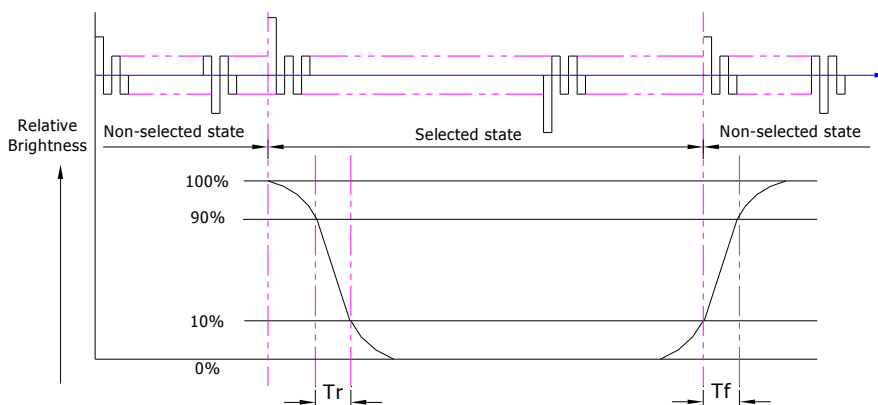 Relative
Brightness
Non-selected state
Selected state
Non-selected state
100%
90%
10%
0%
Tr
Tf